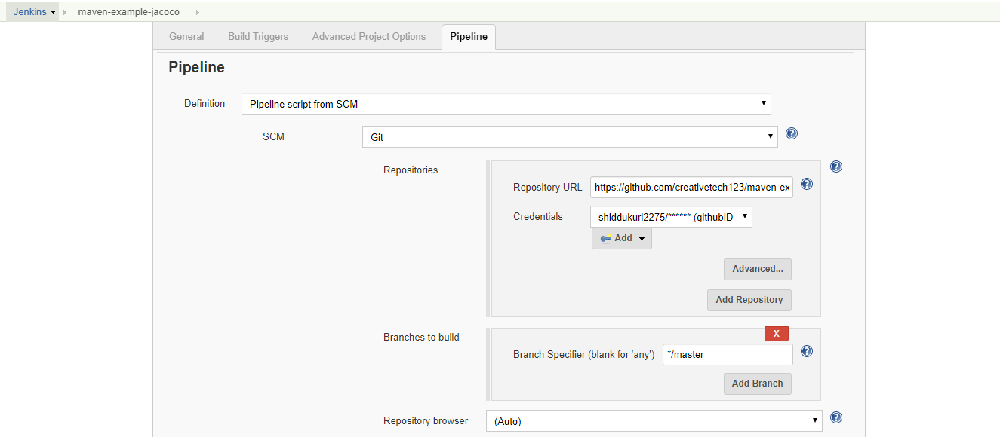 Jenkins maven-example-jacoco
General Build Triggers Advanced Project Options Pipeline
Pipeline
Definition Pipeline script from SCM
SCM Git
Repositories
Repository URL https://github.com/creativetech123/maven-ex
Credentials shiddukuri2275/****** (githubID
Add
Advanced...
Add Repository
Branches to build
X
Branch Specifier (blank for 'any') */master
Add Branch
Repository browser (Auto)